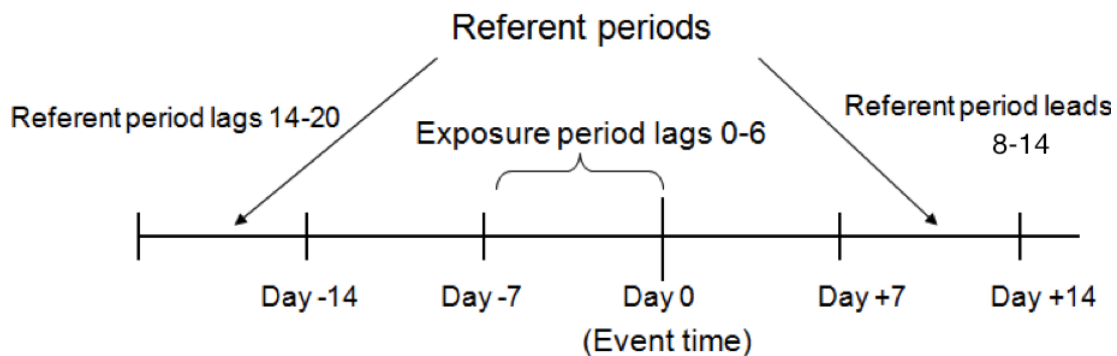 Referent periods
Referent period lags 14-20
Exposure period lags 0-6
Referent period leads
8-14
Day -14
Day -7
Day 0
Day +7
Day +14
(Event time)